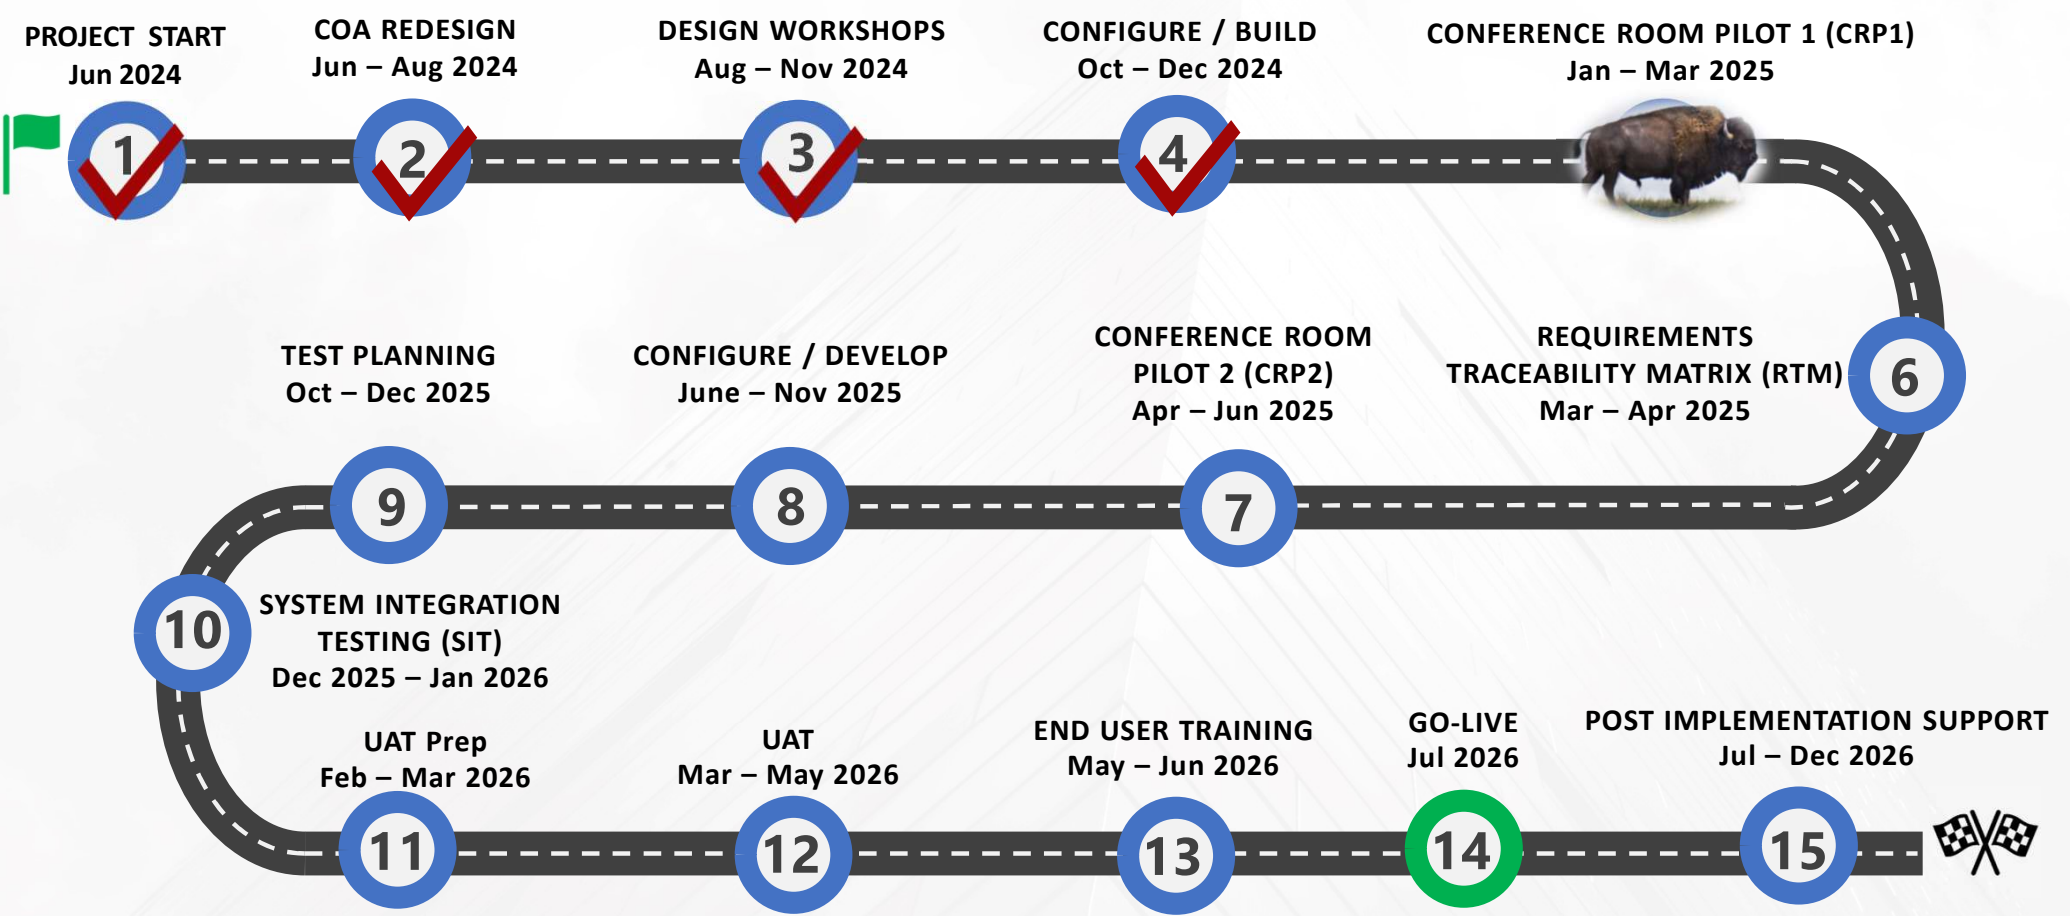 PROJECT START
Jun 2024
1
COA REDESIGN
Jun – Aug 2024
2
DESIGN WORKSHOPS
Aug – Nov 2024
3
CONFIGURE / BUILD
Oct – Dec 2024
4
CONFERENCE ROOM PILOT 1 (CRP1)
Jan – Mar 2025
REQUIREMENTS
TRACEABILITY MATRIX (RTM)
Mar – Apr 2025
6
CONFERENCE ROOM
PILOT 2 (CRP2)
Apr – Jun 2025
7
CONFIGURE / DEVELOP
June – Nov 2025
8
TEST PLANNING
Oct – Dec 2025
9
SYSTEM INTEGRATION
TESTING (SIT)
Dec 2025 – Jan 2026
10
UAT Prep
Feb – Mar 2026
11
UAT
Mar – May 2026
12
END USER TRAINING
May – Jun 2026
13
GO-LIVE
Jul 2026
14
POST IMPLEMENTATION SUPPORT
Jul – Dec 2026
15